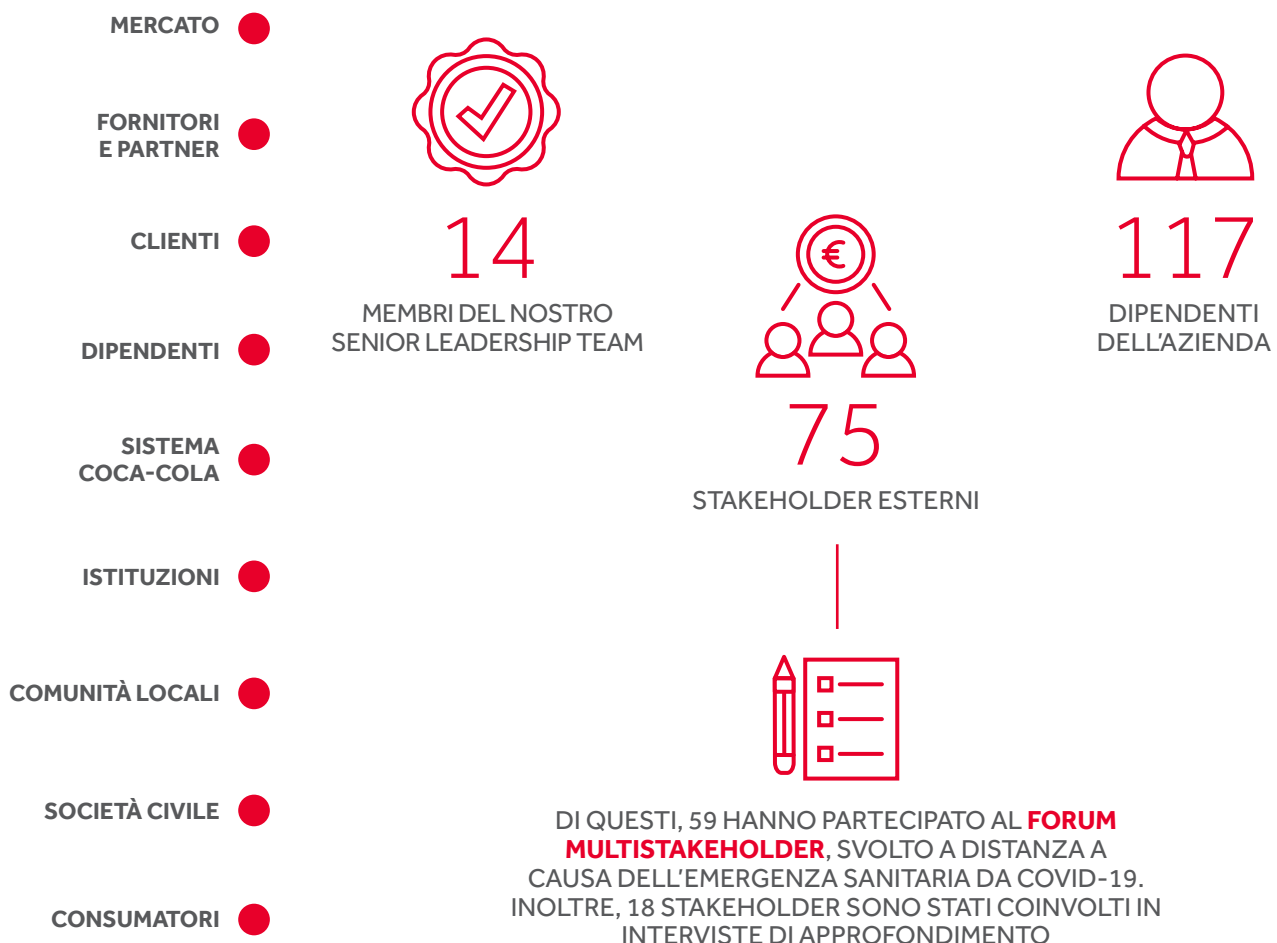 MERCATO
FORNITORI
E PARTNER
CLIENTI
DIPENDENTI
SISTEMA
COCA-COLA
ISTITUZIONI
COMUNITÀ LOCALI
SOCIETÀ CIVILE
CONSUMATORI
14
MEMBRI DEL NOSTRO
SENIOR LEADERSHIP TEAM
€
75
STAKEHOLDER ESTERNI
117
DIPENDENTI
DELL'AZIENDA
DI QUESTI, 59 HANNO PARTECIPATO AL FORUM
MULTISTAKEHOLDER, SVOLTO A DISTANZA A
CAUSA DELL'EMERGENZA SANITARIA DA COVID-19.
INOLTRE, 18 STAKEHOLDER SONO STATI COINVOLTI IN
INTERVISTE DI APPROFONDIMENTO